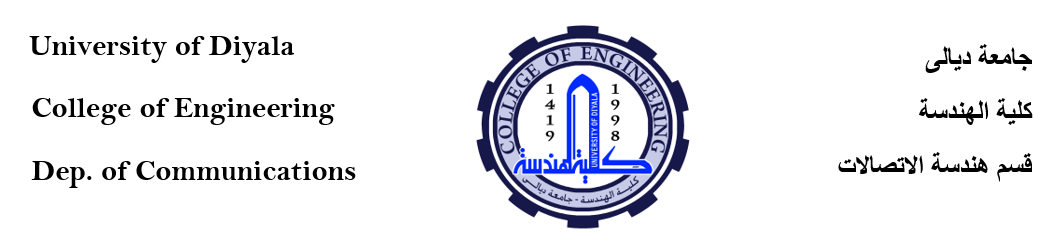 University of Diyala
College of Engineering
Dep. of Communications
COLLEGE OF ENGINEERING
1419
1998
UNIVERSITY OF DIYALA
كلية الهندسة
كلية الهندسة - جامعة ديالى
جامعة ديالى
كلية الهندسة
قسم هندسة الاتصالات